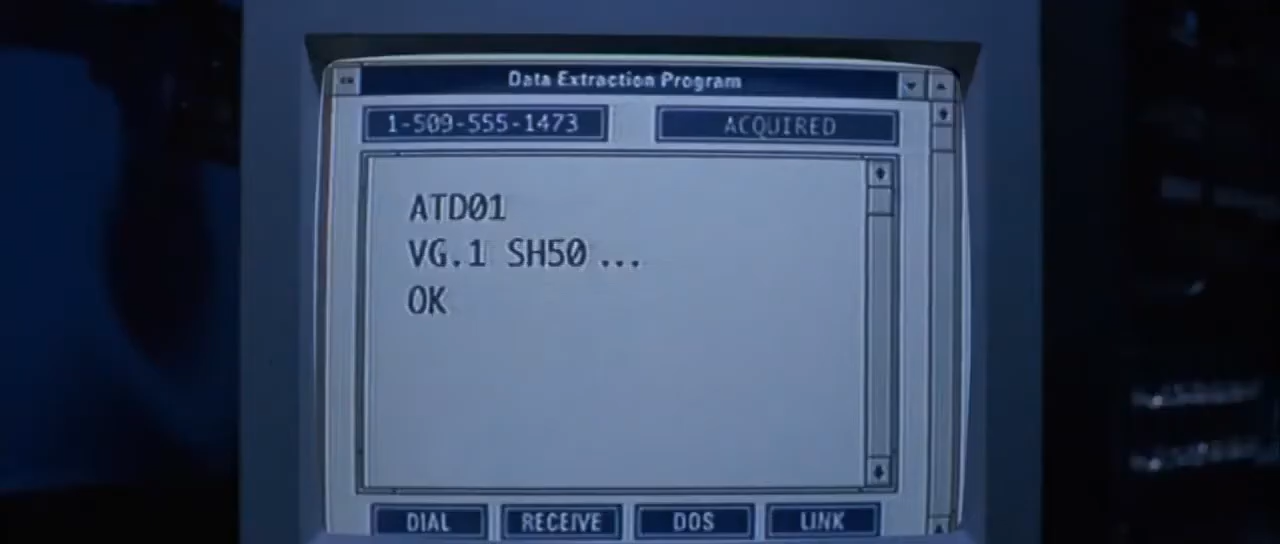 Data Extraction Program
1-509-555-1473 ACQUIRED
ATD01
VG.1 SH50 ...
OK
DIAL RECEIVE DOS LINK